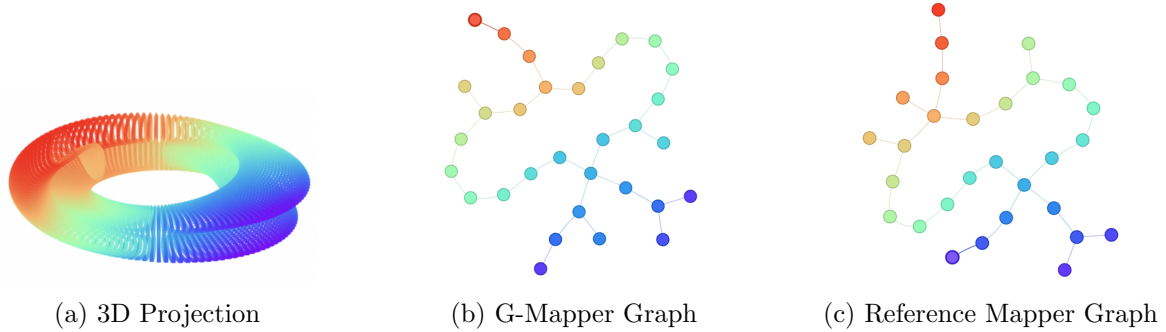 (a) 3D Projection
(b) G-Mapper Graph
(c) Reference Mapper Graph